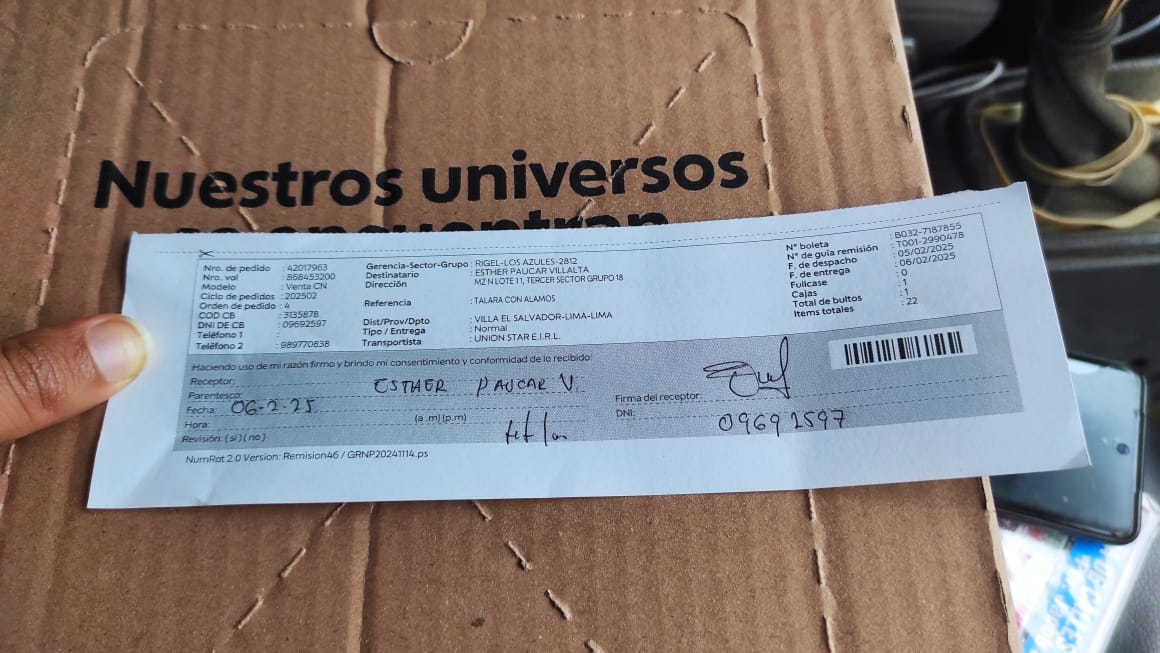 Nuestros universos
se encuentran
Nro. de pedido : 42017963
Nro. vol : 868453200
Modelo : Venta CN
Ciclo de pedidos : 202502
Orden de pedido : 4
COD CB : 3135878
DNI DE CB : 09692597
Teléfono 1 :
Teléfono 2 : 989770638
Gerencia-Sector-Grupo : RIGEL-LOS AZULES-2812
Destinatario : ESTHER PAUCAR VILLALTA
Dirección MZ N LOTE 11, TERCER SECTOR GRUPO 18
Referencia : TALARA CON ALAMOS
Dist/Prov/Dpto : VILLA EL SALVADOR-LIMA-LIMA
Tipo / Entrega : Normal
Transportista : UNION STAR E.I.R.L.
N° boleta : B032-7187855
N° de guia remisión : T001-2990478
F. de despacho : 05/02/2025
F. de entrega : 06/02/2025
Fullcase : 0
Cajas : 1
Total de bultos : 1
Items totales : 22
Haciendo uso de mi razón firmo y brindo mi consentimiento y conformidad de lo recibido:
Receptor: ESTHER PAUCAR V.
Parentesco:
Fecha: 06-2-25
Hora: (a.m)(p.m)
Revisión: (si)(no)
Firma del receptor:
DNI: 09692597
NumRot 2.0 Version: Remision46 / GRNP20241114.ps